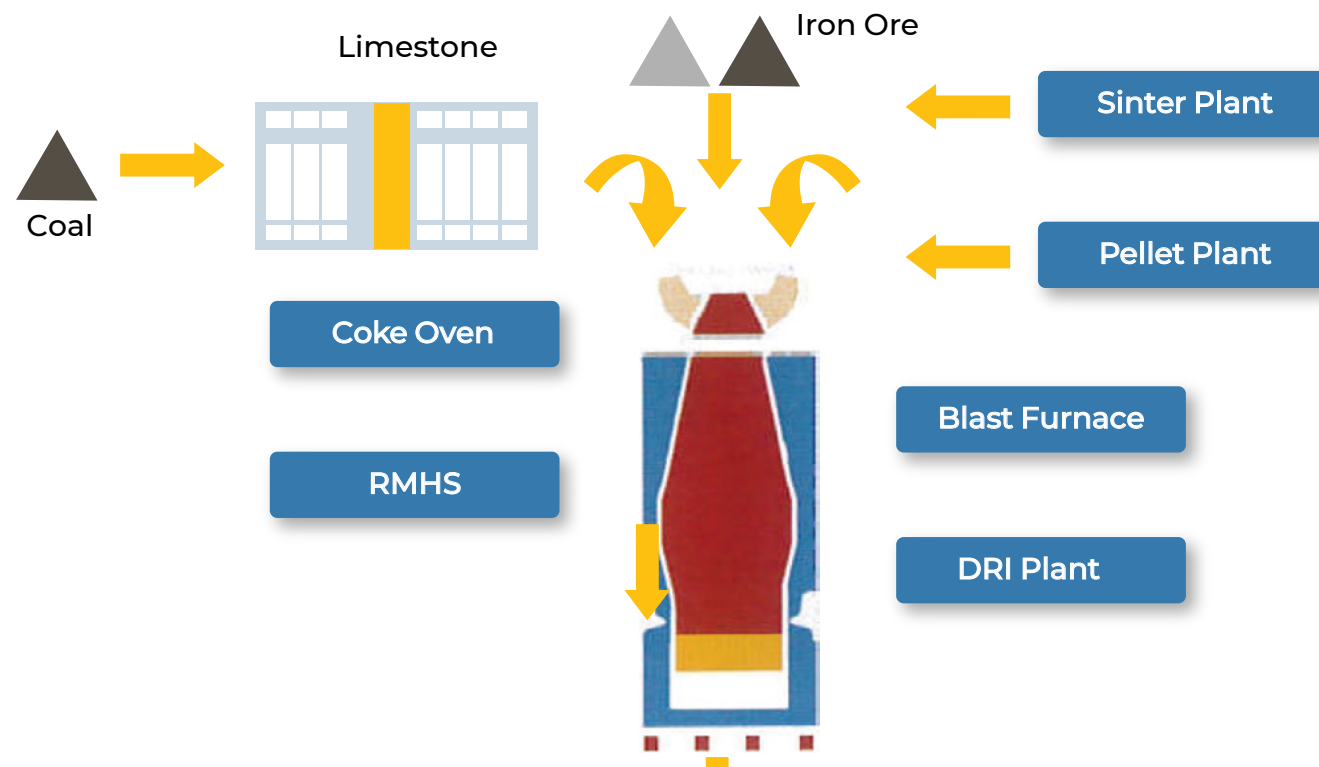 Iron Ore
Limestone
Sinter Plant
Coal
Pellet Plant
Coke Oven
Blast Furnace
RMHS
DRI Plant